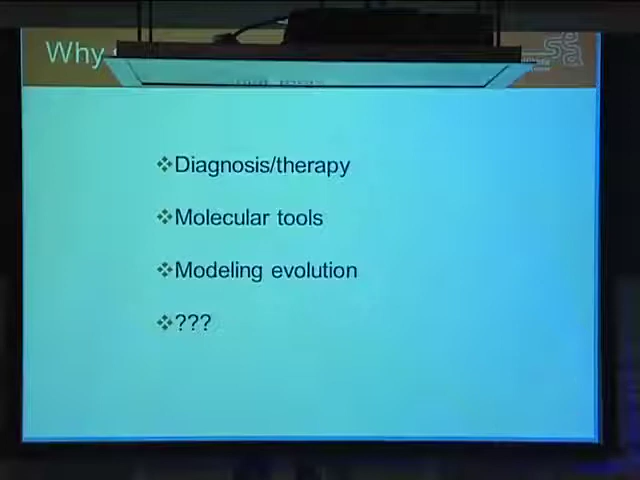 Why
❖Diagnosis/therapy
❖Molecular tools
❖Modeling evolution
❖???